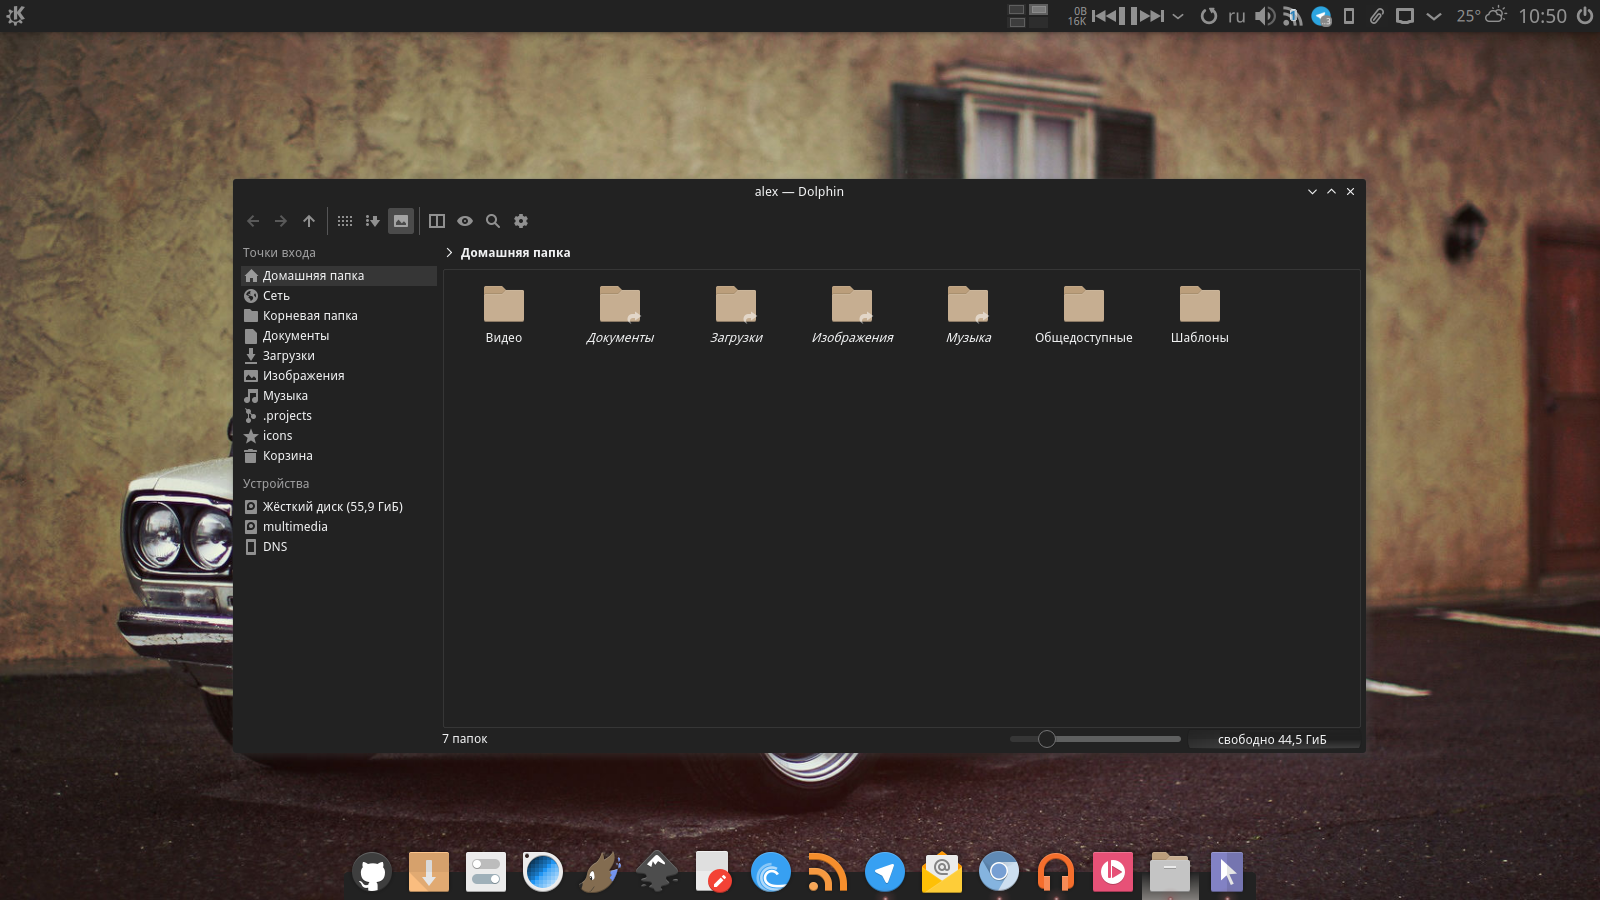 0B
16K
ru
3
25°
10:50
alex — Dolphin
Точки входа
Домашняя папка
Сеть
Корневая папка
Документы
Загрузки
Изображения
Музыка
.projects
icons
Корзина
Устройства
Жёсткий диск (55,9 ГиБ)
multimedia
DNS
Домашняя папка
Видео
Документы
Загрузки
Изображения
Музыка
Общедоступные
Шаблоны
7 папок
свободно 44,5 ГиБ